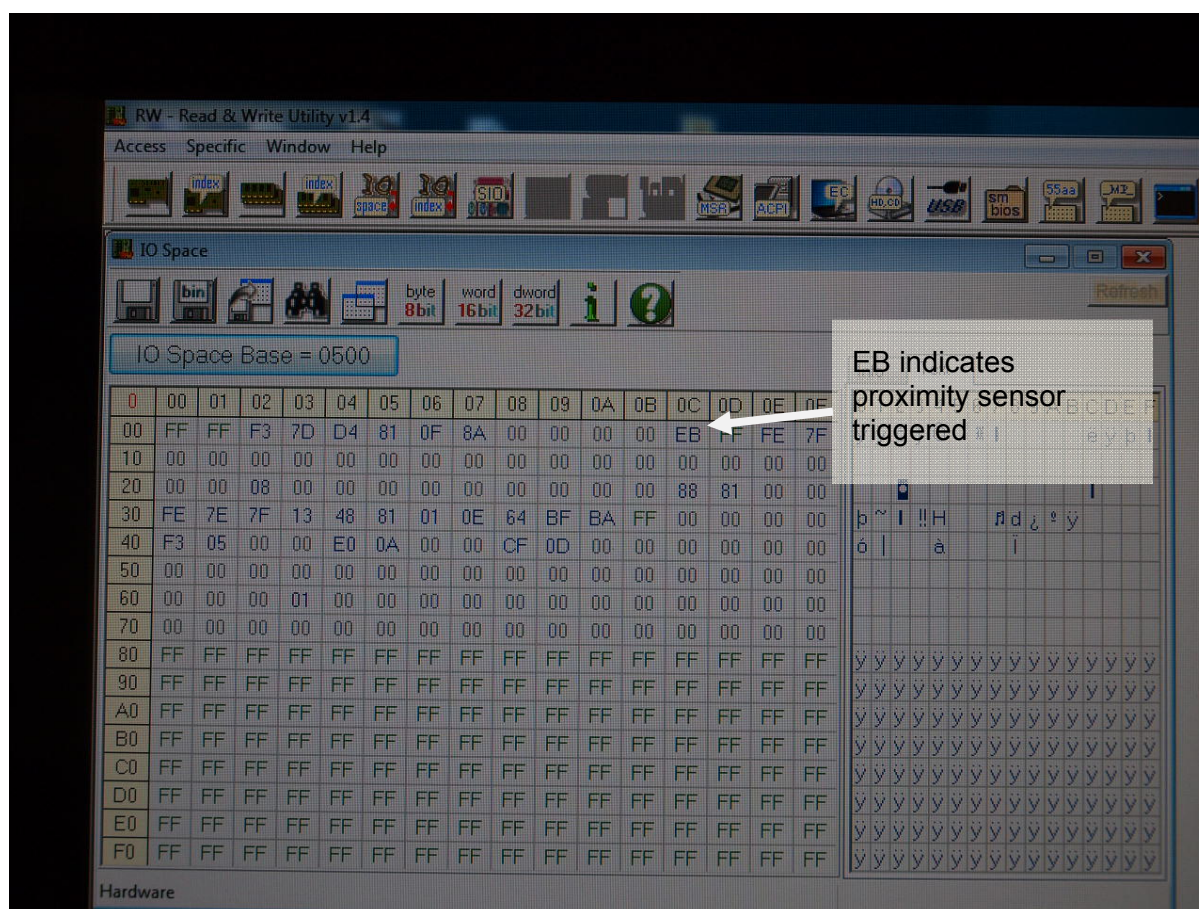 RW - Read & Write Utility v1.4
Access Specific Window Help
index index space index SIO MSR ACPI EC HD,CD USB sm bios 55aa
IO Space
bin byte 8bit word 16bit dword 32bit i ?
Refresh
IO Space Base = 0500
EB indicates
proximity sensor
triggered
0 00 01 02 03 04 05 06 07 08 09 0A 0B 0C 0D 0E 0F
00 FF FF F3 7D D4 81 0F 8A 00 00 00 00 EB FF FE 7F
10 00 00 00 00 00 00 00 00 00 00 00 00 00 00 00 00
20 00 00 08 00 00 00 00 00 00 00 00 00 88 81 00 00
30 FE 7E 7F 13 48 81 01 0E 64 BF BA FF 00 00 00 00 þ ~ !! H d ¿ º ÿ
40 F3 05 00 00 E0 0A 00 00 CF 0D 00 00 00 00 00 00 ó | à Ï
50 00 00 00 00 00 00 00 00 00 00 00 00 00 00 00 00
60 00 00 00 01 00 00 00 00 00 00 00 00 00 00 00 00
70 00 00 00 00 00 00 00 00 00 00 00 00 00 00 00 00
80 FF FF FF FF FF FF FF FF FF FF FF FF FF FF FF FF ÿ ÿ ÿ ÿ ÿ ÿ ÿ ÿ ÿ ÿ ÿ ÿ ÿ ÿ ÿ ÿ
90 FF FF FF FF FF FF FF FF FF FF FF FF FF FF FF FF ÿ ÿ ÿ ÿ ÿ ÿ ÿ ÿ ÿ ÿ ÿ ÿ ÿ ÿ ÿ ÿ
A0 FF FF FF FF FF FF FF FF FF FF FF FF FF FF FF FF ÿ ÿ ÿ ÿ ÿ ÿ ÿ ÿ ÿ ÿ ÿ ÿ ÿ ÿ ÿ ÿ
B0 FF FF FF FF FF FF FF FF FF FF FF FF FF FF FF FF ÿ ÿ ÿ ÿ ÿ ÿ ÿ ÿ ÿ ÿ ÿ ÿ ÿ ÿ ÿ ÿ
C0 FF FF FF FF FF FF FF FF FF FF FF FF FF FF FF FF ÿ ÿ ÿ ÿ ÿ ÿ ÿ ÿ ÿ ÿ ÿ ÿ ÿ ÿ ÿ ÿ
D0 FF FF FF FF FF FF FF FF FF FF FF FF FF FF FF FF ÿ ÿ ÿ ÿ ÿ ÿ ÿ ÿ ÿ ÿ ÿ ÿ ÿ ÿ ÿ ÿ
E0 FF FF FF FF FF FF FF FF FF FF FF FF FF FF FF FF ÿ ÿ ÿ ÿ ÿ ÿ ÿ ÿ ÿ ÿ ÿ ÿ ÿ ÿ ÿ ÿ
F0 FF FF FF FF FF FF FF FF FF FF FF FF FF FF FF FF ÿ ÿ ÿ ÿ ÿ ÿ ÿ ÿ ÿ ÿ ÿ ÿ ÿ ÿ ÿ ÿ
Hardware